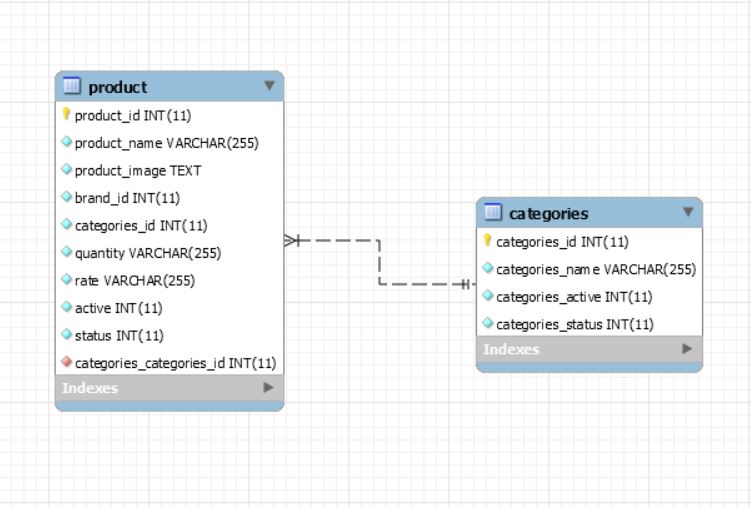 product
product_id INT(11)
product_name VARCHAR(255)
product_image TEXT
brand_id INT(11)
categories_id INT(11)
quantity VARCHAR(255)
rate VARCHAR(255)
active INT(11)
status INT(11)
categories_categories_id INT(11)
Indexes
categories
categories_id INT(11)
categories_name VARCHAR(255)
categories_active INT(11)
categories_status INT(11)
Indexes